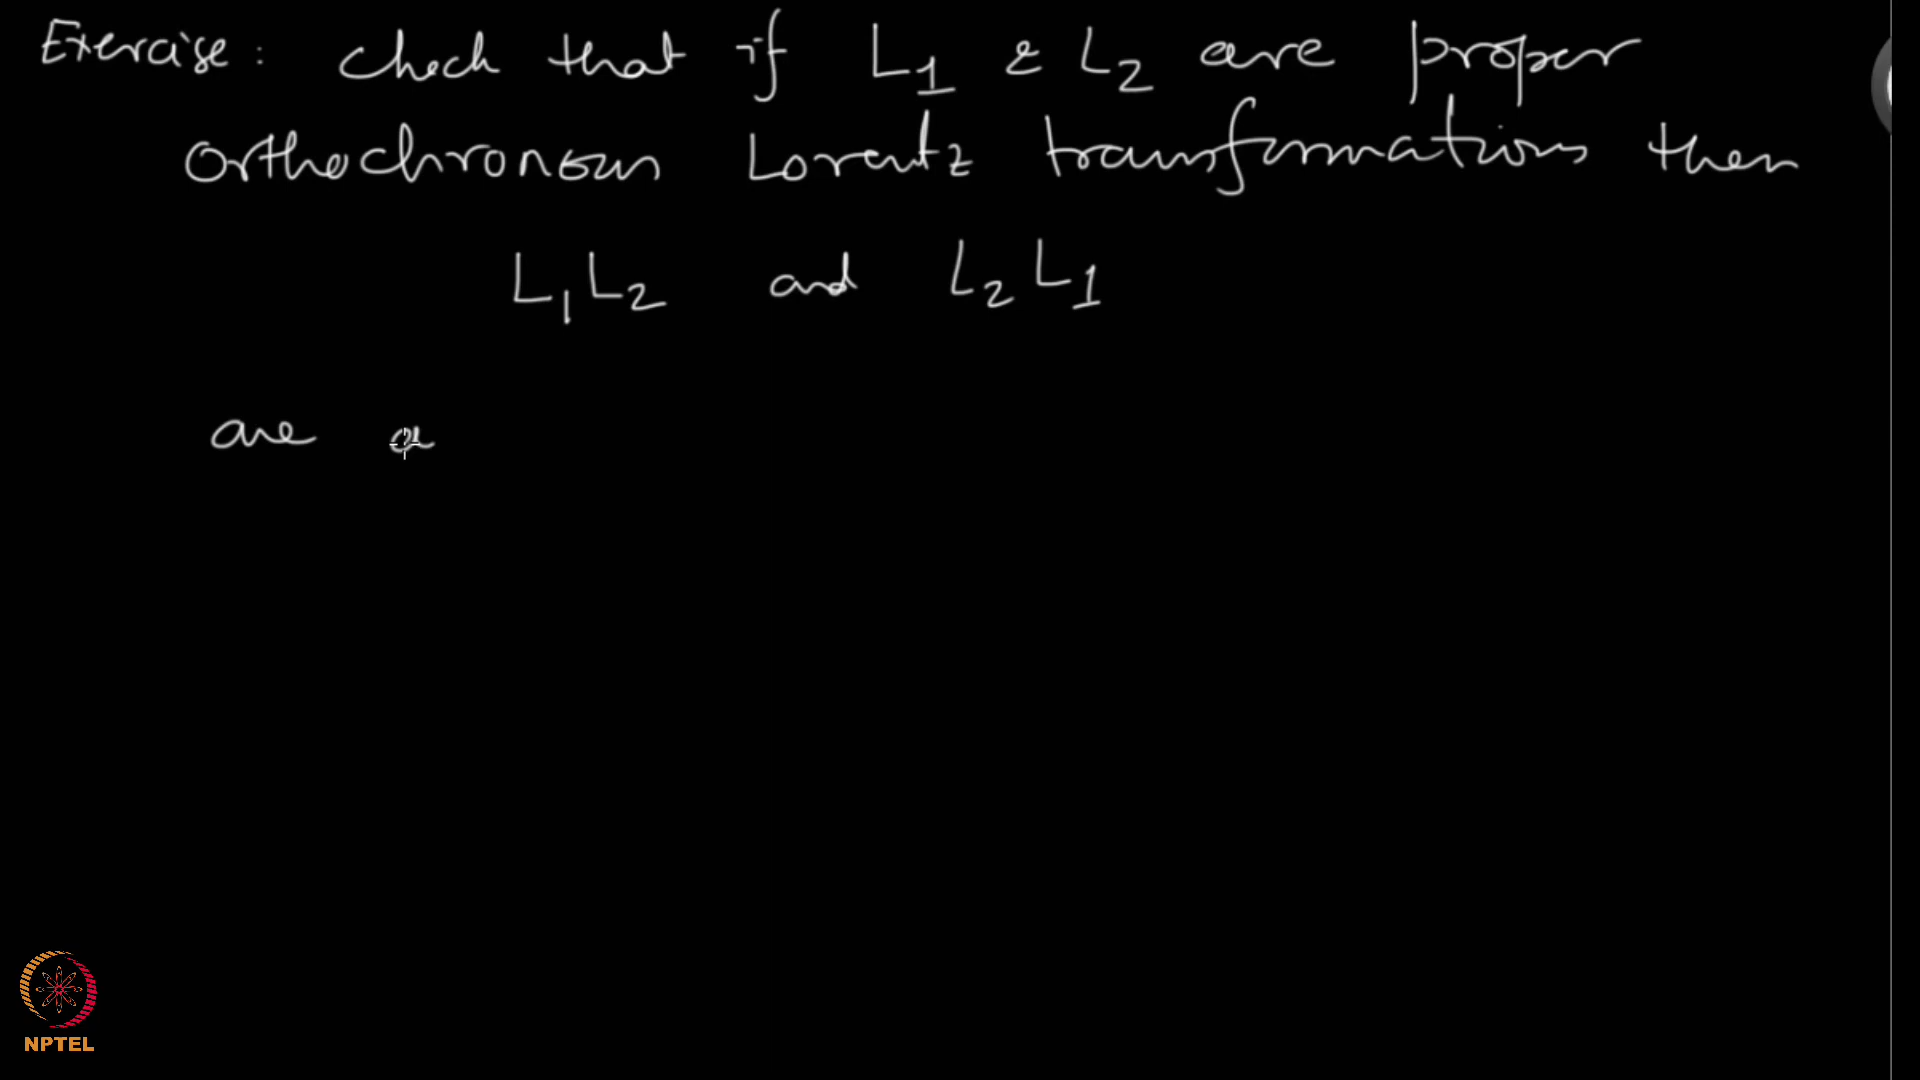 Exercise: check that if L1 & L2 are proper
orthochronous Lorentz transformations then
L1L2 and L2L1
are a
NPTEL